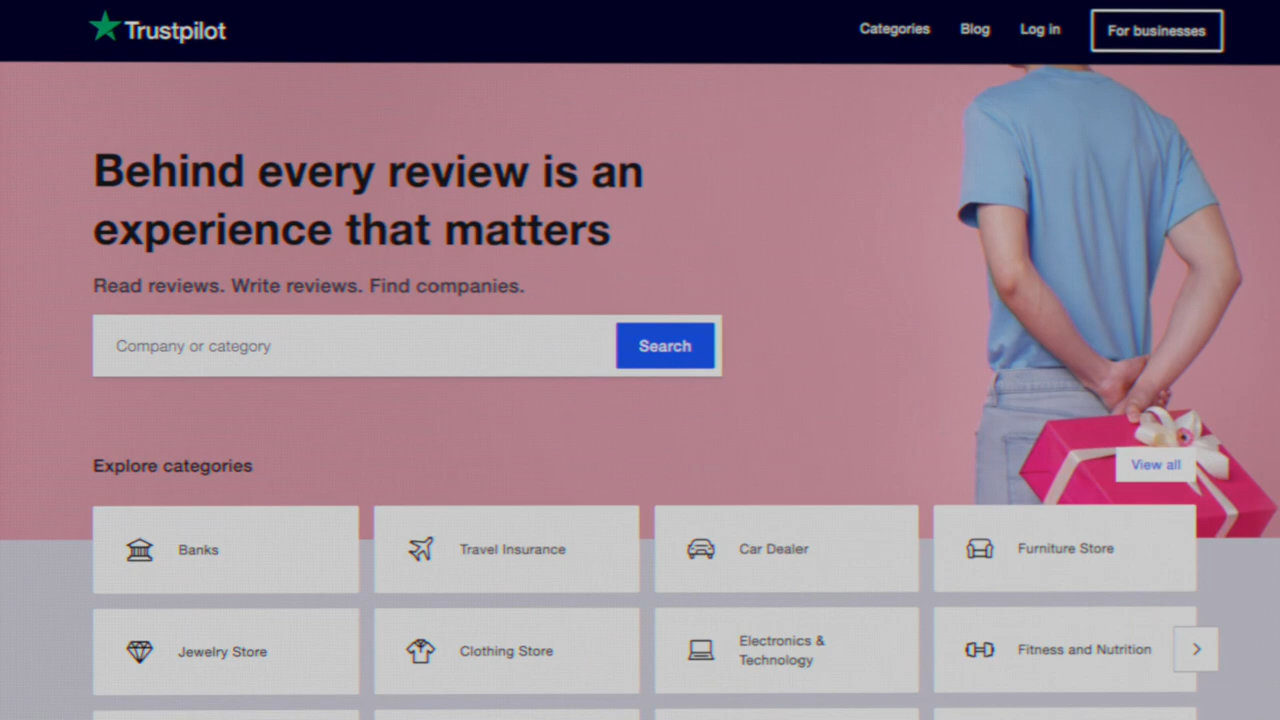 Trustpilot
Categories
Blog
Log in
For businesses
Behind every review is an
experience that matters
Read reviews. Write reviews. Find companies.
Company or category
Search
Explore categories
View all
Banks
Travel Insurance
Car Dealer
Furniture Store
Jewelry Store
Clothing Store
Electronics &
Technology
Fitness and Nutrition